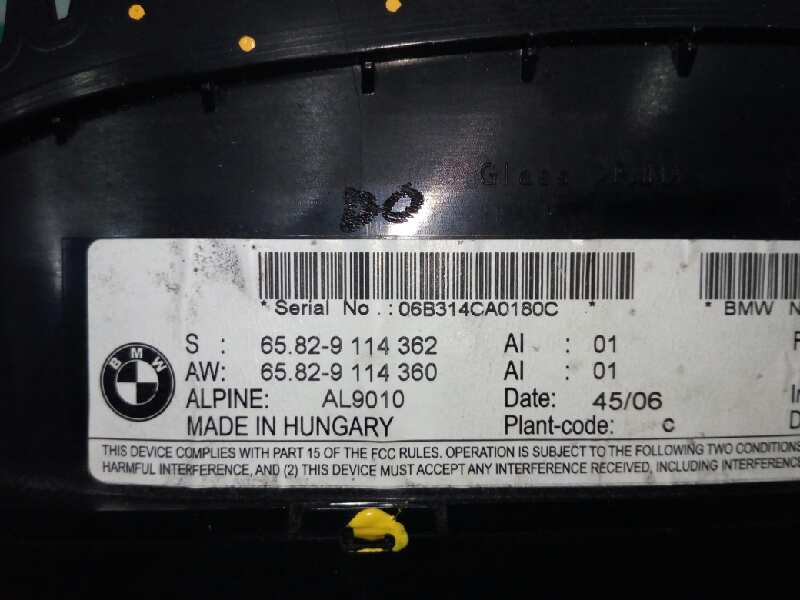 Glass
DO
* Serial No. : 06B314CA0180C * * BMW N
S : 65.82-9 114 362 AI : 01
AW: 65.82-9 114 360 AI : 01
ALPINE: AL9010 Date: 45/06
MADE IN HUNGARY Plant-code: C
BMW
THIS DEVICE COMPLIES WITH PART 15 OF THE FCC RULES. OPERATION IS SUBJECT TO THE FOLLOWING TWO CONDITIONS
HARMFUL INTERFERENCE, AND (2) THIS DEVICE MUST ACCEPT ANY INTERFERENCE RECEIVED, INCLUDING INTERFERENCE